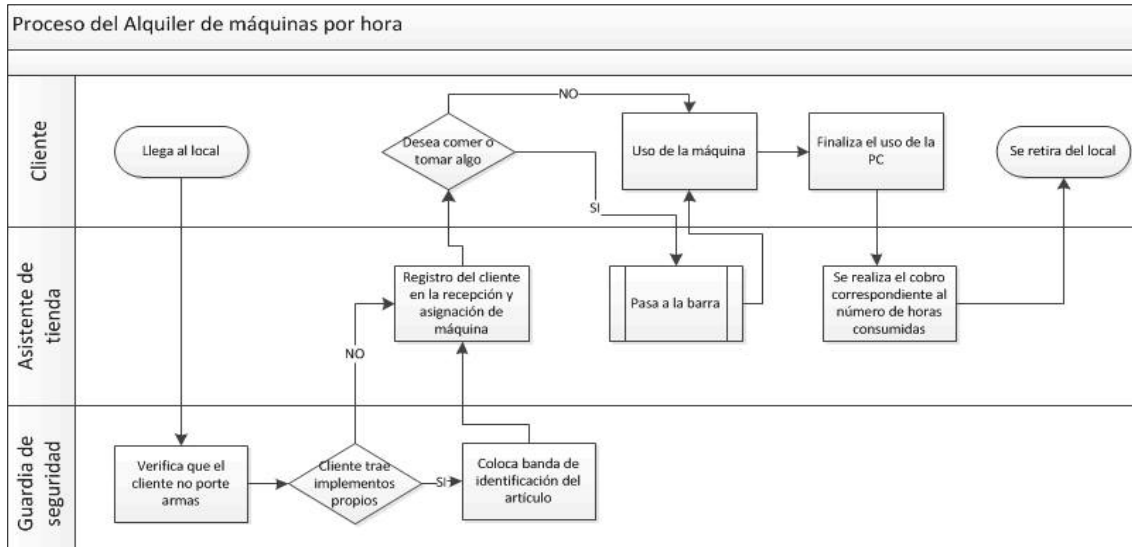 Proceso del Alquiler de máquinas por hora
Cliente
Llega al local
Desea comer o
tomar algo
NO
SI
Uso de la máquina
Finaliza el uso de la
PC
Se retira del local
Asistente de
tienda
Registro del cliente
en la recepción y
asignación de
máquina
Pasa a la barra
Se realiza el cobro
correspondiente al
número de horas
consumidas
NO
Guardia de
seguridad
Verifica que el
cliente no porte
armas
Cliente trae
implementos
propios
SI
Coloca banda de
identificación del
artículo